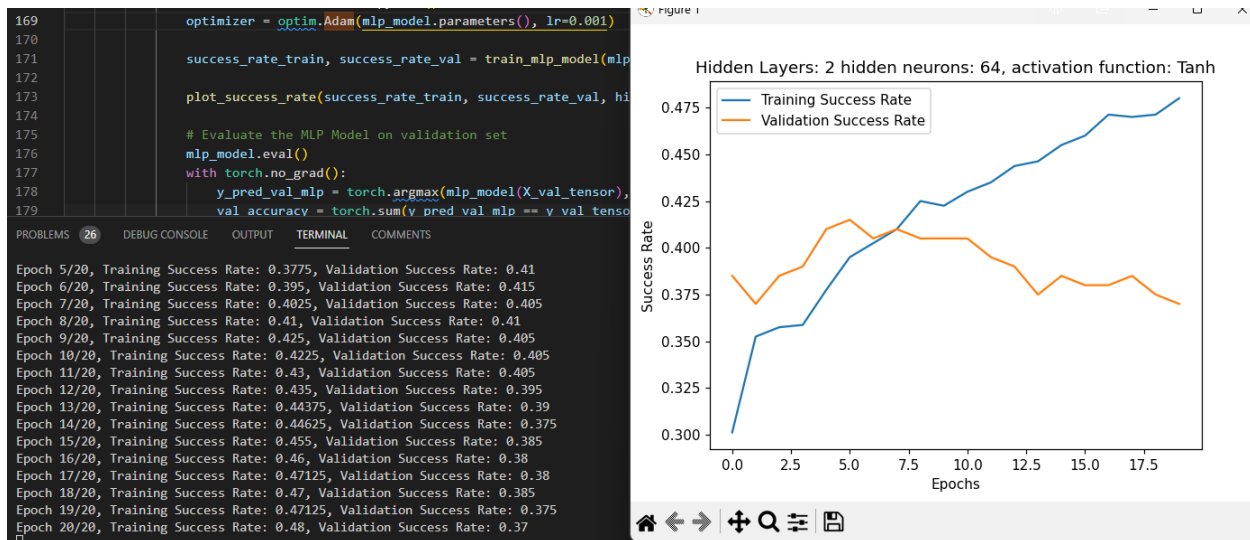 169 optimizer = optim.Adam(mlp_model.parameters(), lr=0.001)
170
171 success_rate_train, success_rate_val = train_mlp_model(mlp
172
173 plot_success_rate(success_rate_train, success_rate_val, hi
174
175 # Evaluate the MLP Model on validation set
176 mlp_model.eval()
177 with torch.no_grad():
178 y_pred_val_mlp = torch.argmax(mlp_model(X_val_tensor),
179 val_accuracy = torch.sum(y_pred_val_mlp == y_val_tenso
PROBLEMS 26 DEBUG CONSOLE OUTPUT TERMINAL COMMENTS
Epoch 5/20, Training Success Rate: 0.3775, Validation Success Rate: 0.41
Epoch 6/20, Training Success Rate: 0.395, Validation Success Rate: 0.415
Epoch 7/20, Training Success Rate: 0.4025, Validation Success Rate: 0.405
Epoch 8/20, Training Success Rate: 0.41, Validation Success Rate: 0.41
Epoch 9/20, Training Success Rate: 0.425, Validation Success Rate: 0.405
Epoch 10/20, Training Success Rate: 0.4225, Validation Success Rate: 0.405
Epoch 11/20, Training Success Rate: 0.43, Validation Success Rate: 0.405
Epoch 12/20, Training Success Rate: 0.435, Validation Success Rate: 0.395
Epoch 13/20, Training Success Rate: 0.44375, Validation Success Rate: 0.39
Epoch 14/20, Training Success Rate: 0.44625, Validation Success Rate: 0.375
Epoch 15/20, Training Success Rate: 0.455, Validation Success Rate: 0.385
Epoch 16/20, Training Success Rate: 0.46, Validation Success Rate: 0.38
Epoch 17/20, Training Success Rate: 0.47125, Validation Success Rate: 0.38
Epoch 18/20, Training Success Rate: 0.47, Validation Success Rate: 0.385
Epoch 19/20, Training Success Rate: 0.47125, Validation Success Rate: 0.375
Epoch 20/20, Training Success Rate: 0.48, Validation Success Rate: 0.37
Figure 1
Hidden Layers: 2 hidden neurons: 64, activation function: Tanh
Training Success Rate
Validation Success Rate
0.475
0.450
0.425
0.400
0.375
0.350
0.325
0.300
Success Rate
0.0 2.5 5.0 7.5 10.0 12.5 15.0 17.5
Epochs